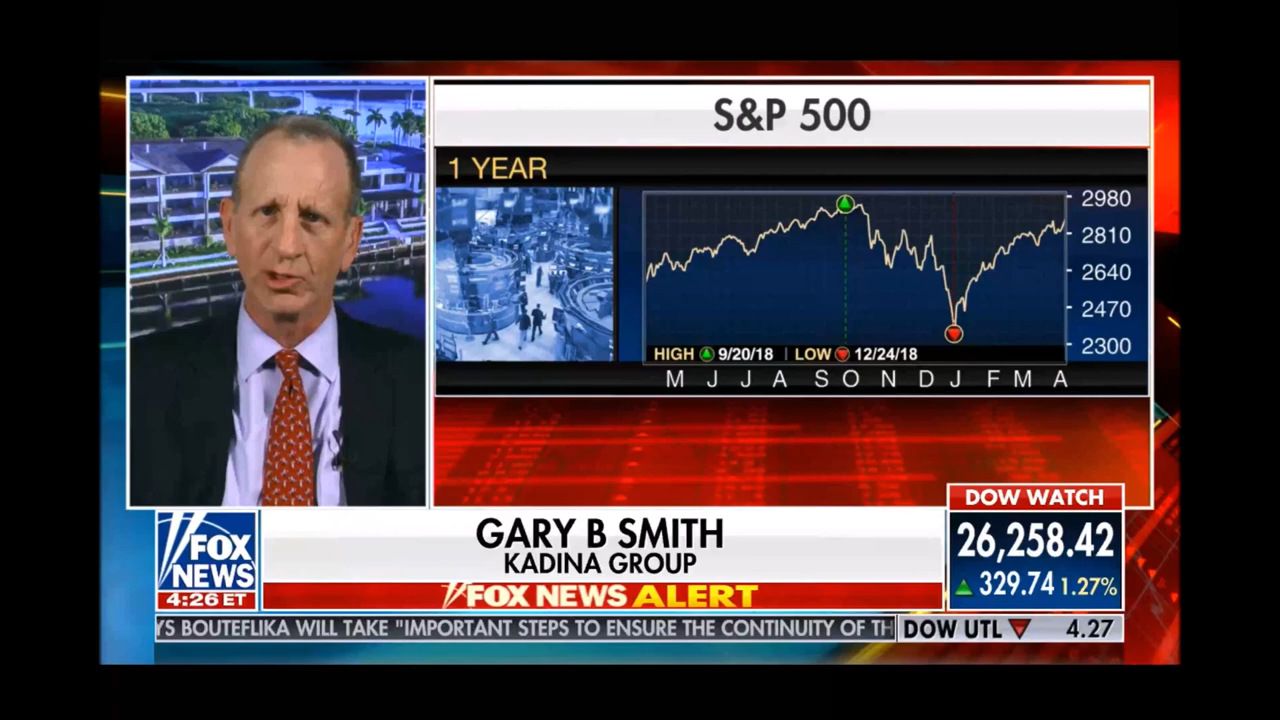 S&P 500
1 YEAR
2980
2810
2640
2470
2300
HIGH 9/20/18 | LOW 12/24/18
M J J A S O N D J F M A
GARY B SMITH
KADINA GROUP
FOX NEWS ALERT
FOX
NEWS
4:26 ET
DOW WATCH
26,258.42
329.74 1.27%
YS BOUTEFLIKA WILL TAKE "IMPORTANT STEPS TO ENSURE THE CONTINUITY OF TH
DOW UTL 4.27